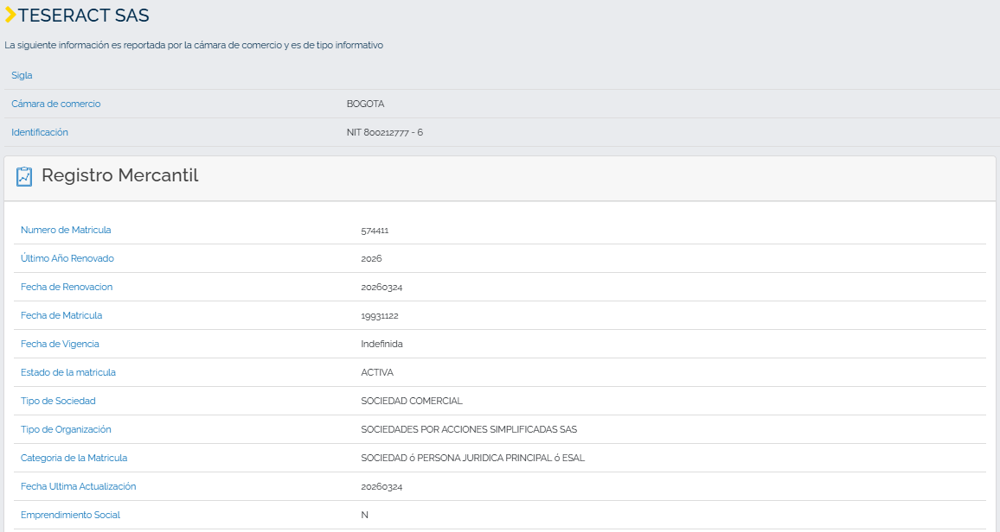 TESERACT SAS
La siguiente información es reportada por la cámara de comercio y es de tipo informativo
Sigla
Cámara de comercio BOGOTA
Identificación NIT 800212777 - 6
Registro Mercantil
Numero de Matricula 574411
Último Año Renovado 2026
Fecha de Renovacion 20260324
Fecha de Matricula 19931122
Fecha de Vigencia Indefinida
Estado de la matricula ACTIVA
Tipo de Sociedad SOCIEDAD COMERCIAL
Tipo de Organización SOCIEDADES POR ACCIONES SIMPLIFICADAS SAS
Categoria de la Matricula SOCIEDAD ó PERSONA JURIDICA PRINCIPAL ó ESAL
Fecha Ultima Actualización 20260324
Emprendimiento Social N